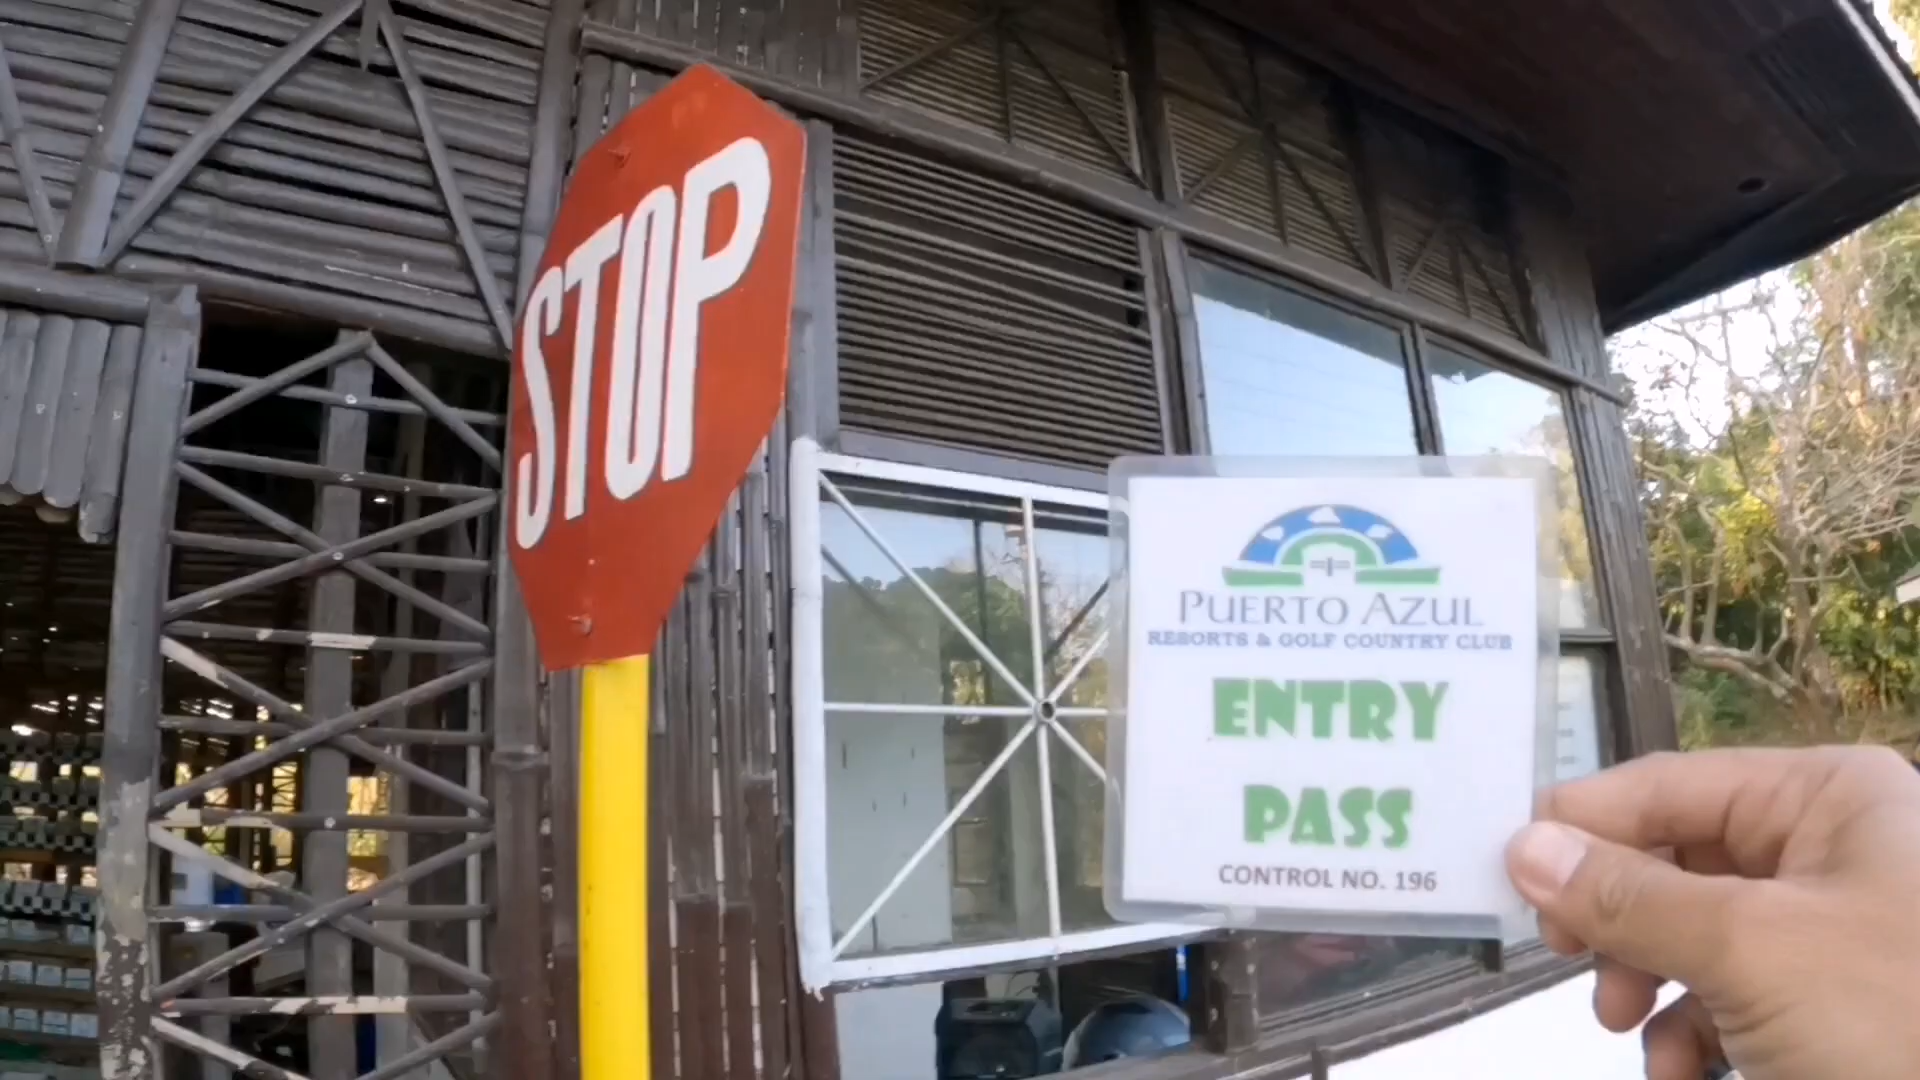 STOP
PUERTO AZUL
RESORTS & GOLF COUNTRY CLUB
ENTRY
PASS
CONTROL NO. 196